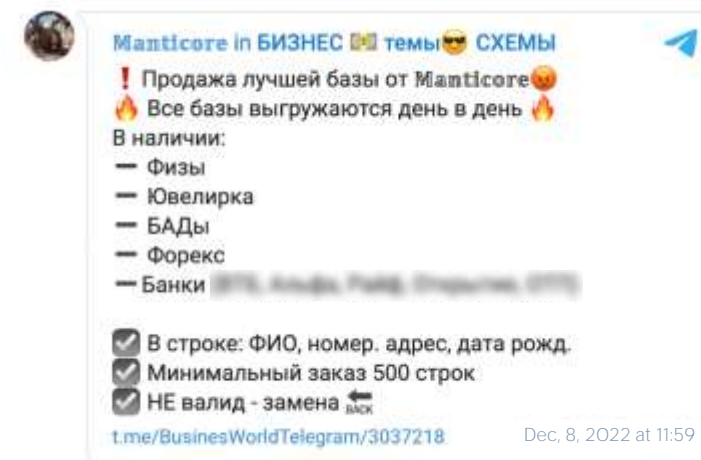 Manticore in БИЗНЕС 💵 темы😎 СХЕМЫ
❗ Продажа лучшей базы от Manticore😡
🔥 Все базы выгружаются день в день 🔥
В наличии:
— Физы
— Ювелирка
— БАДы
— Форекс
— Банки
☑ В строке: ФИО, номер. адрес, дата рожд.
☑ Минимальный заказ 500 строк
☑ НЕ валид - замена 🔙
t.me/BusinesWorldTelegram/3037218
Dec, 8, 2022 at 11:59